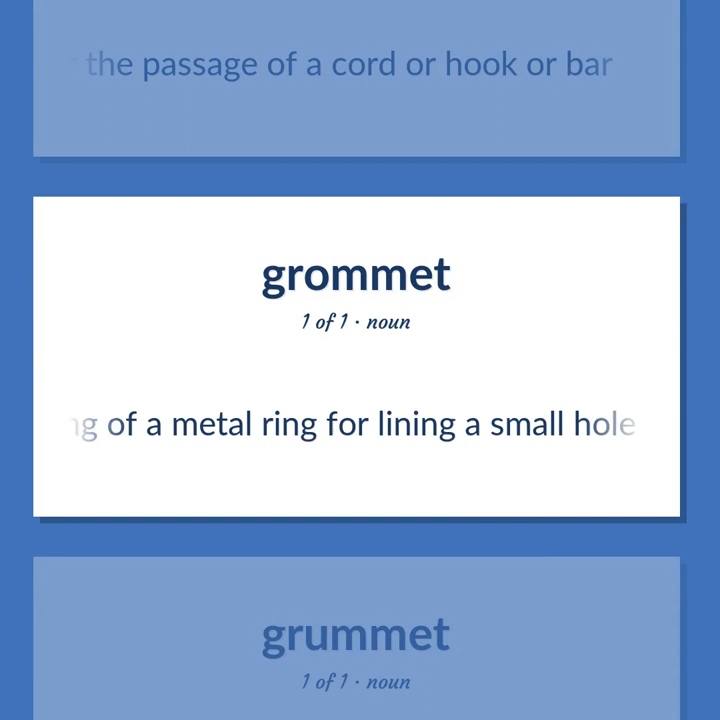 the passage of a cord or hook or bar
grommet
1 of 1 · noun
of a metal ring for lining a small hole
grummet
1 of 1 · noun